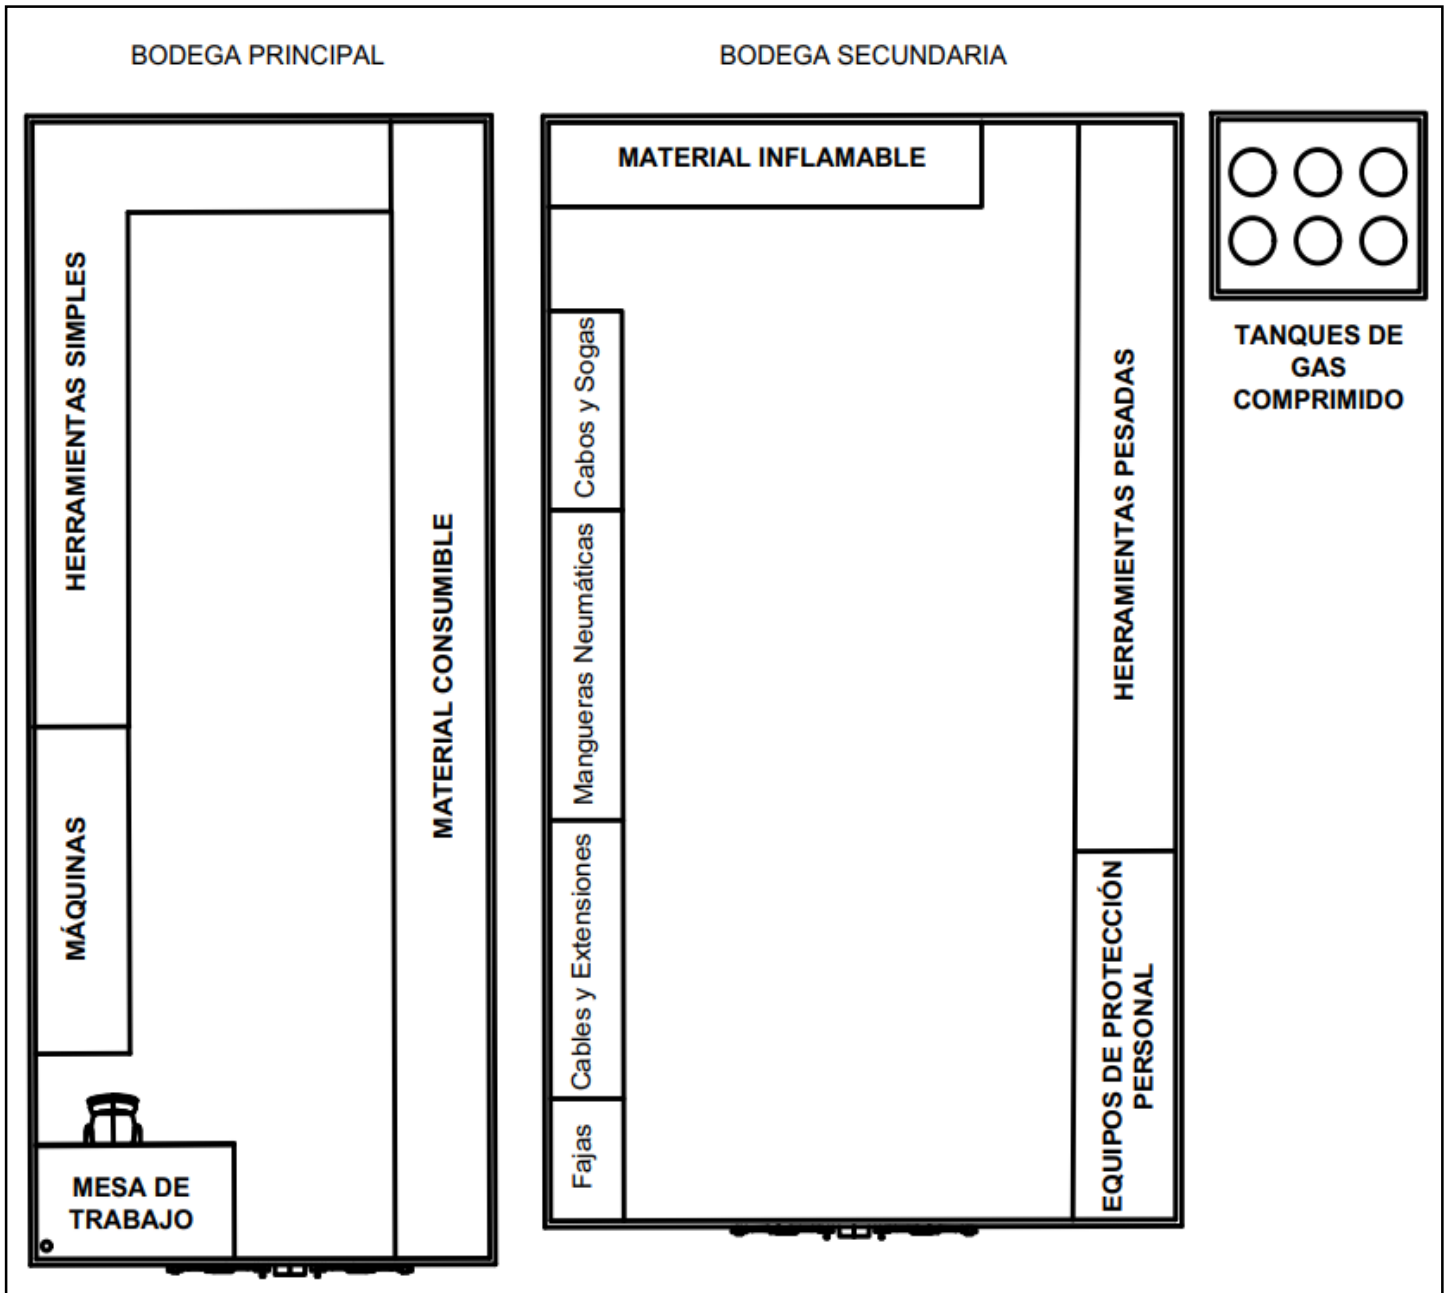 BODEGA PRINCIPAL
HERRAMIENTAS SIMPLES
MÁQUINAS
MATERIAL CONSUMIBLE
MESA DE
TRABAJO
BODEGA SECUNDARIA
MATERIAL INFLAMABLE
Cabos y Sogas
Mangueras Neumáticas
Cables y Extensiones
Fajas
HERRAMIENTAS PESADAS
EQUIPOS DE PROTECCIÓN
PERSONAL
TANQUES DE
GAS
COMPRIMIDO